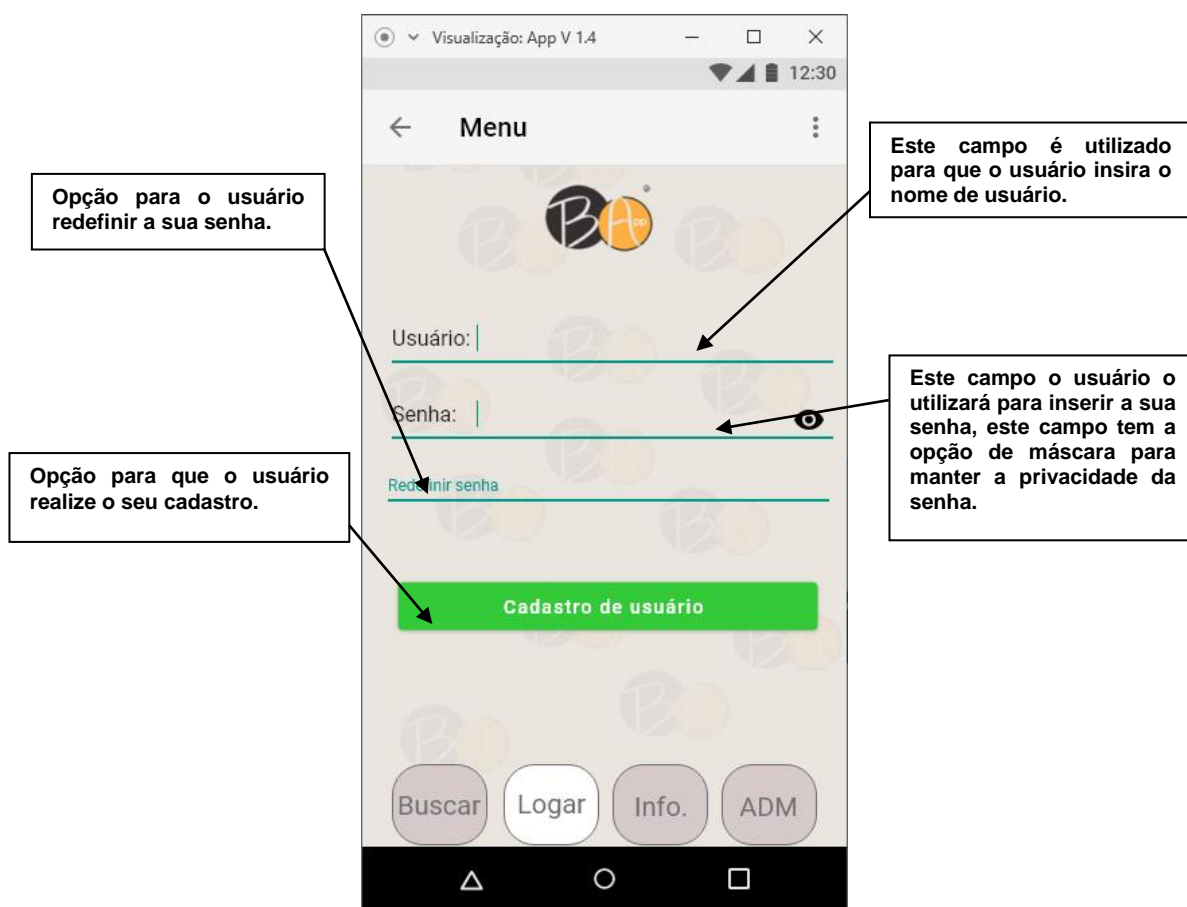 Visualização: App V 1.4
12:30
Menu
BApp
Este campo é utilizado
para que o usuário insira o
nome de usuário.
Opção para o usuário
redefinir a sua senha.
Usuário:
Este campo o usuário o
utilizará para inserir a sua
senha, este campo tem a
opção de máscara para
manter a privacidade da
senha.
Senha:
Opção para que o usuário
realize o seu cadastro.
Redefinir senha
Cadastro de usuário
Buscar
Logar
Info.
ADM